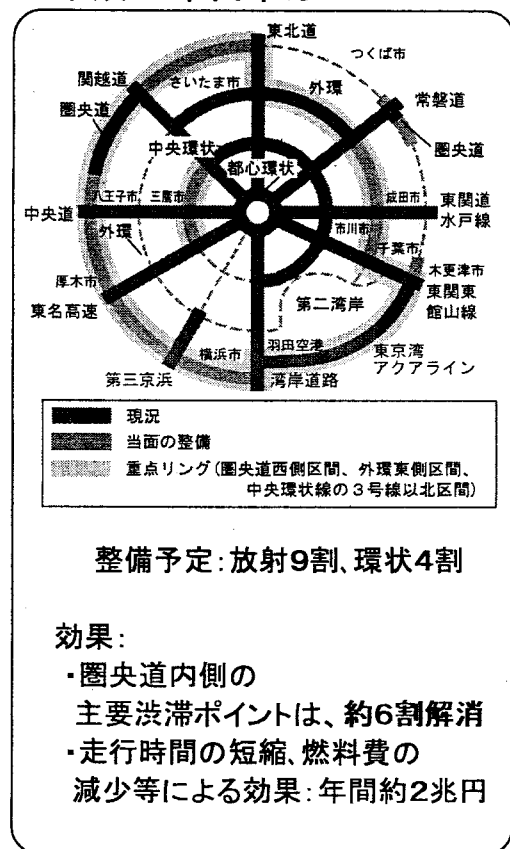 東北道
つくば市
関越道
さいたま市
外環
常磐道
圏央道
圏央道
中央環状
都心環状
八王子市
三鷹市
成田市
東関道
水戸線
中央道
市川市
外環
千葉市
木更津市
厚木市
東関東
館山線
東名高速
第二湾岸
羽田空港
横浜市
東京湾
アクアライン
第三京浜
湾岸道路
現況
当面の整備
重点リング(圏央道西側区間、外環東側区間、
中央環状線の3号線以北区間)
整備予定:放射9割、環状4割
効果:
・圏央道内側の
主要渋滞ポイントは、約6割解消
・走行時間の短縮、燃料費の
減少等による効果:年間約2兆円